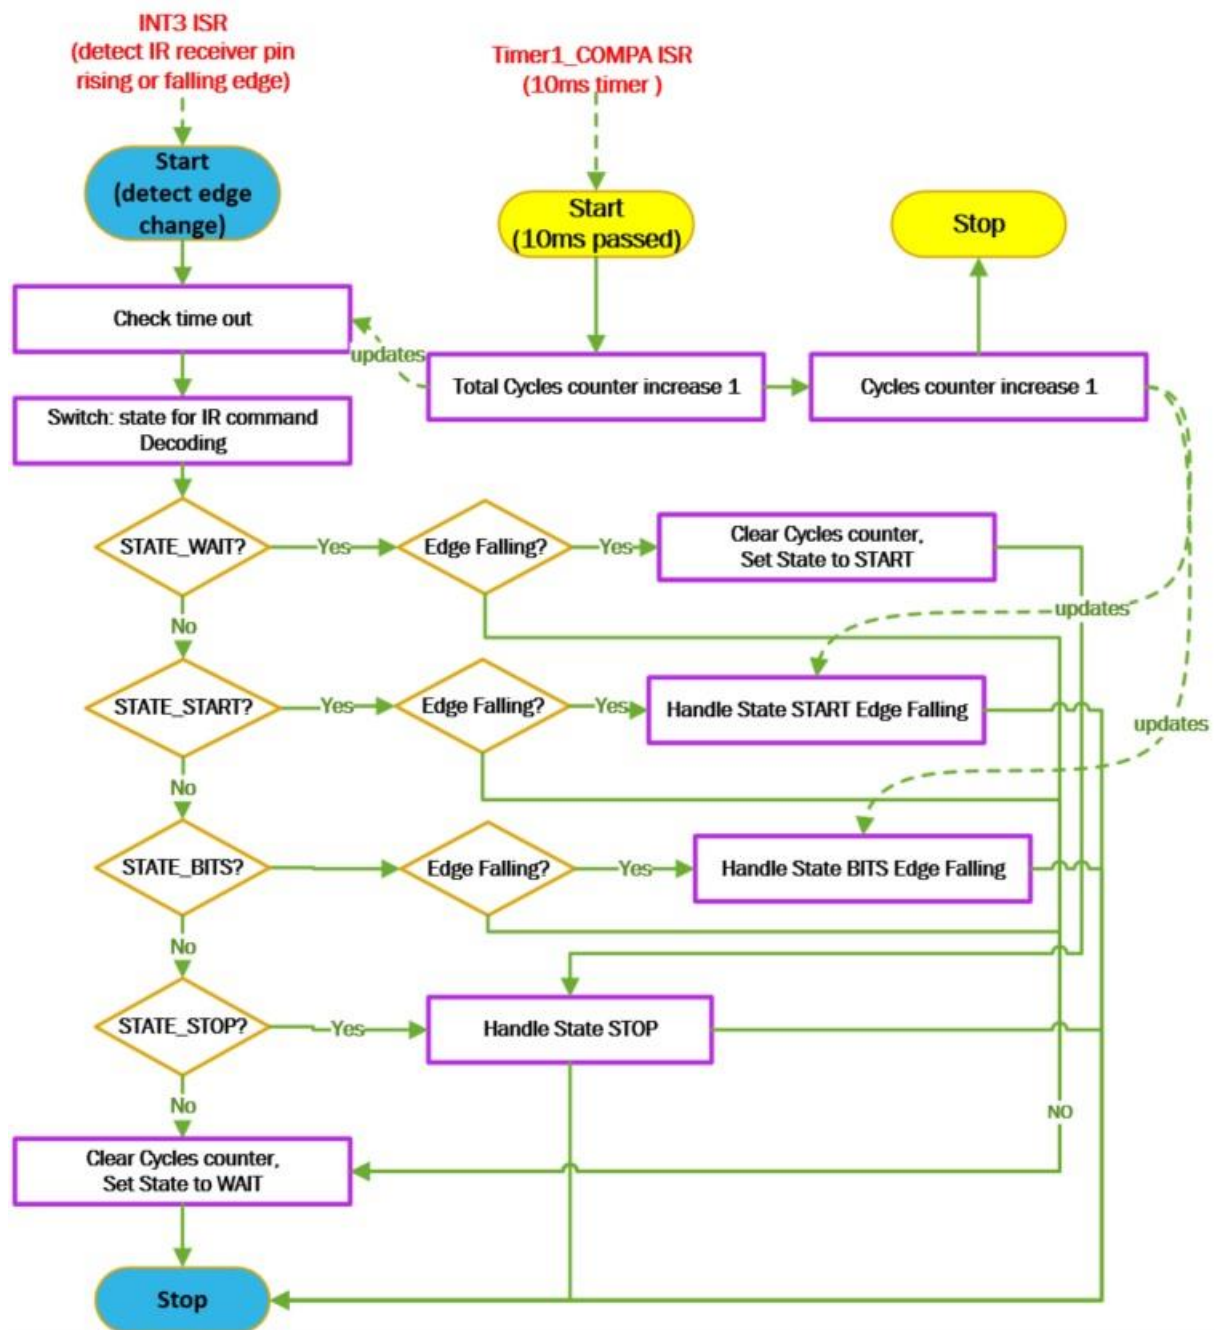 INT3 ISR
(detect IR receiver pin
rising or falling edge)
Timer1_COMPA ISR
(10ms timer )
Start
(detect edge
change)
Start
(10ms passed)
Stop
Check time out
updates
Total Cycles counter increase 1
Cycles counter increase 1
Switch: state for IR command
Decoding
STATE_WAIT?
Yes
Edge Falling?
Yes
Clear Cycles counter,
Set State to START
No
updates
STATE_START?
Yes
Edge Falling?
Yes
Handle State START Edge Falling
updates
No
STATE_BITS?
Edge Falling?
Yes
Handle State BITS Edge Falling
No
STATE_STOP?
Yes
Handle State STOP
No
NO
Clear Cycles counter,
Set State to WAIT
Stop